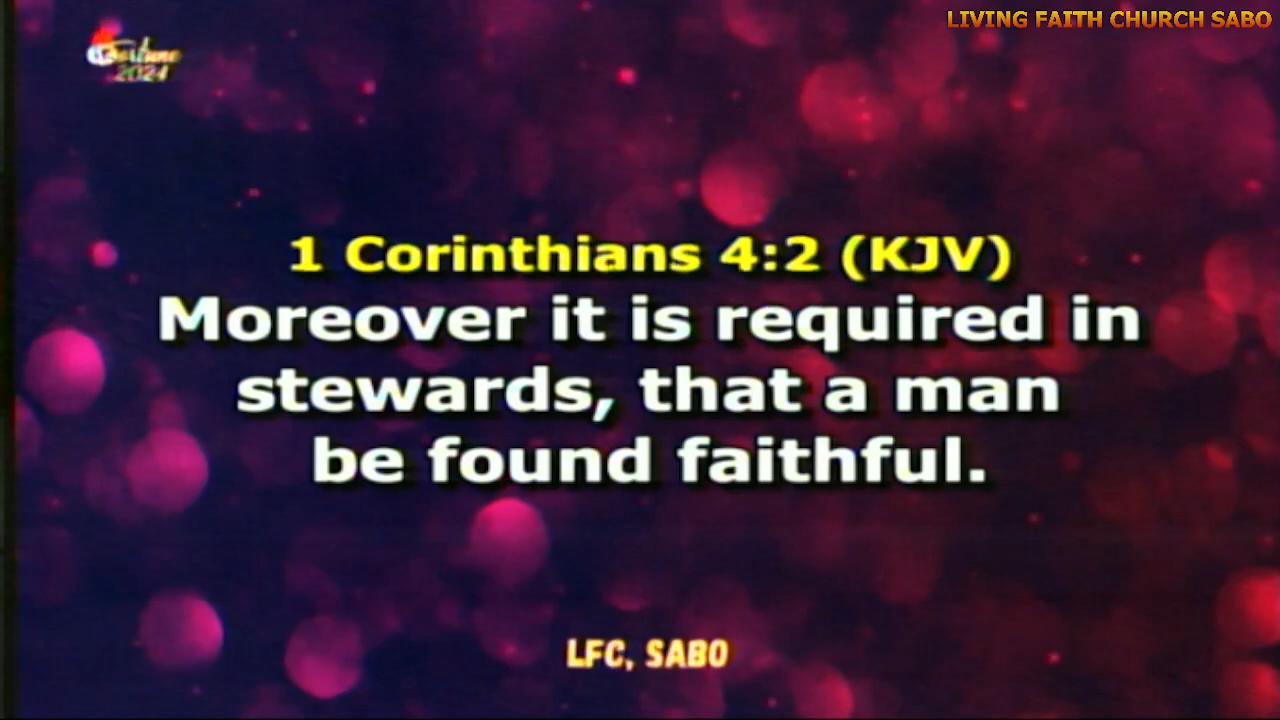 LIVING FAITH CHURCH SABO
2024
1 Corinthians 4:2 (KJV)
Moreover it is required in
stewards, that a man
be found faithful.
LFC, SABO